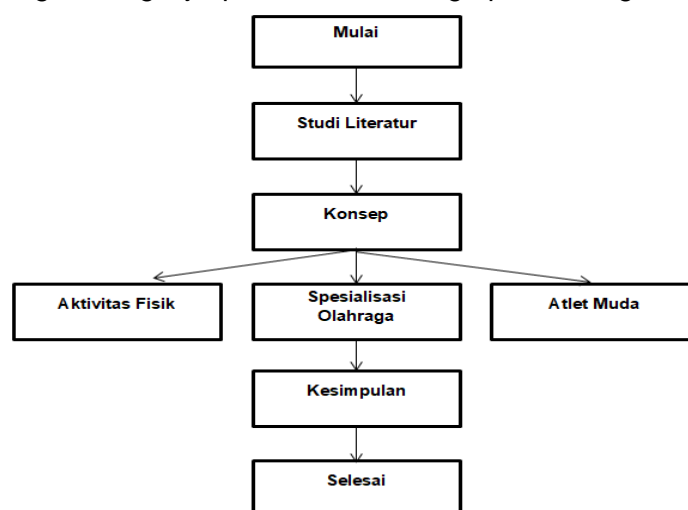 Mulai
Studi Literatur
Konsep
Aktivitas Fisik
Spesialisasi
Olahraga
Atlet Muda
Kesimpulan
Selesai